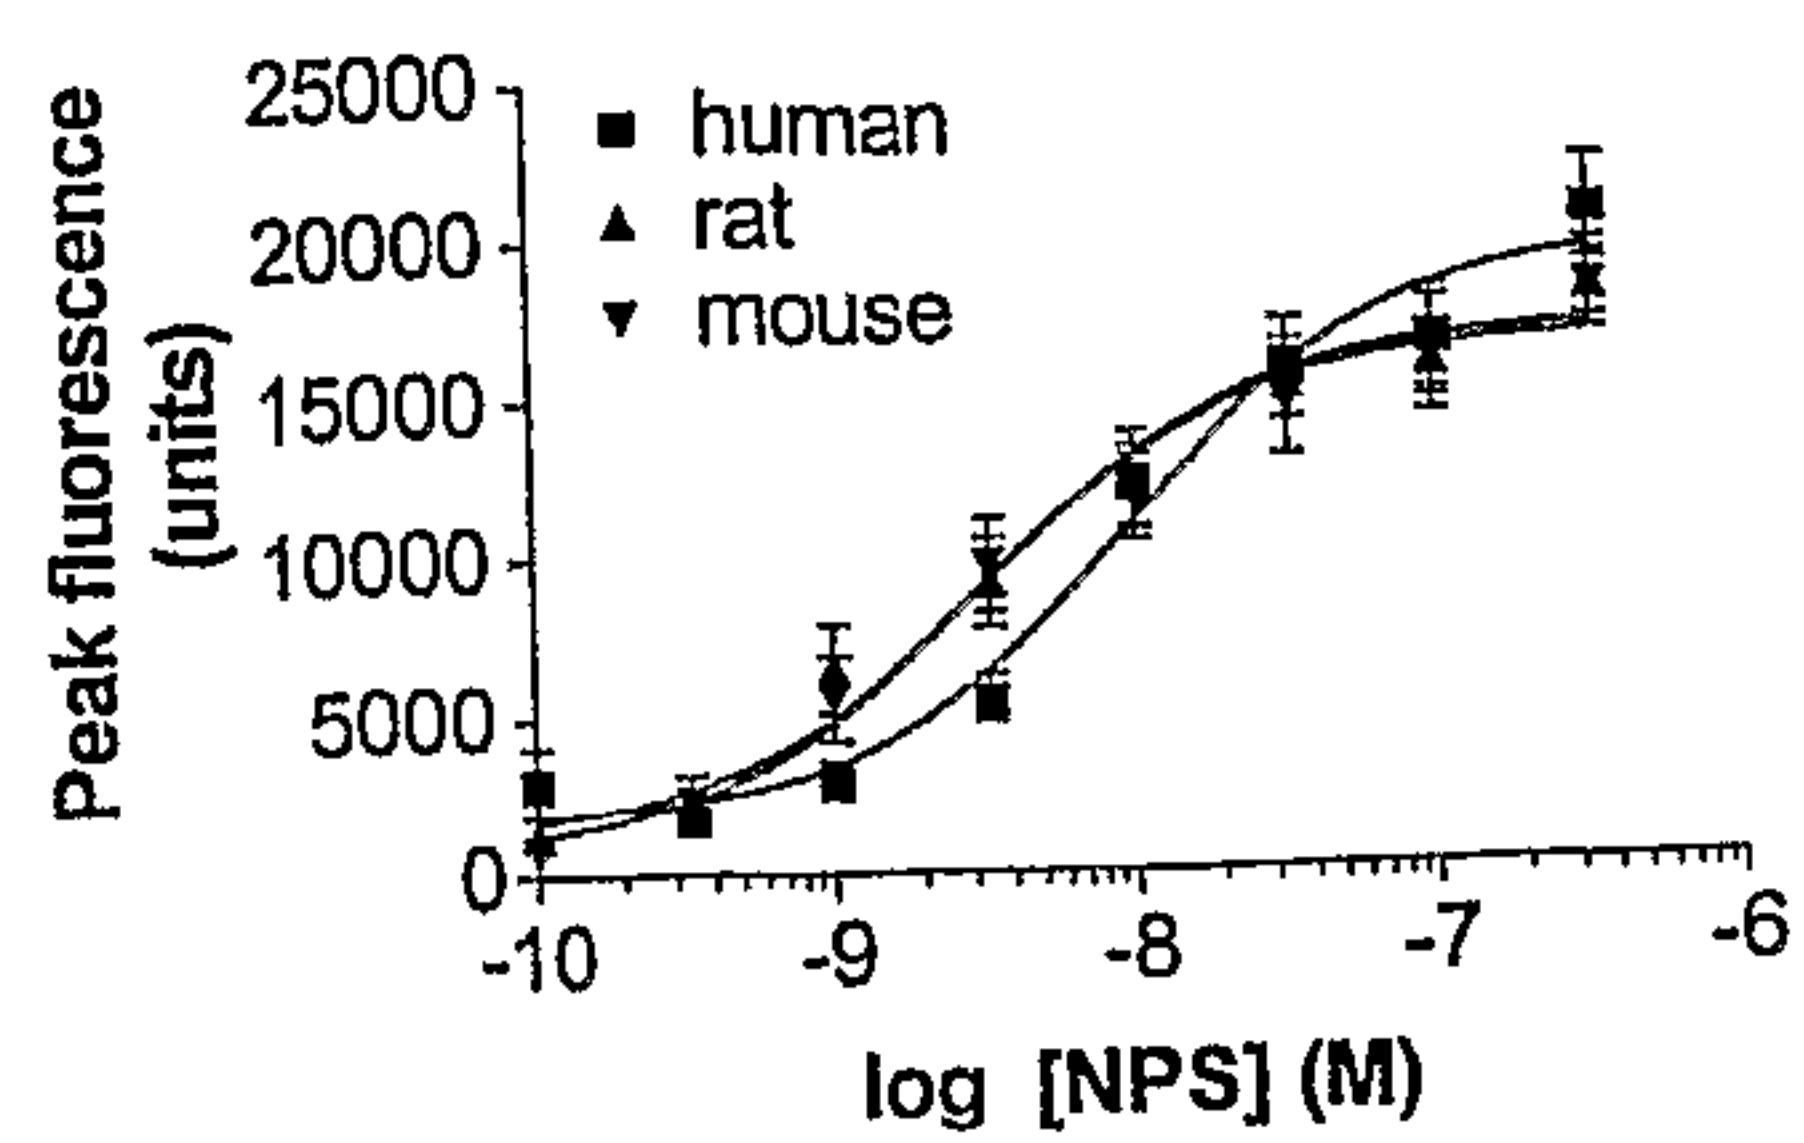 Peak fluorescence
(units)
25000
20000
15000
10000
5000
0
human
rat
mouse
-10
-9
-8
-7
-6
log [NPS] (M)